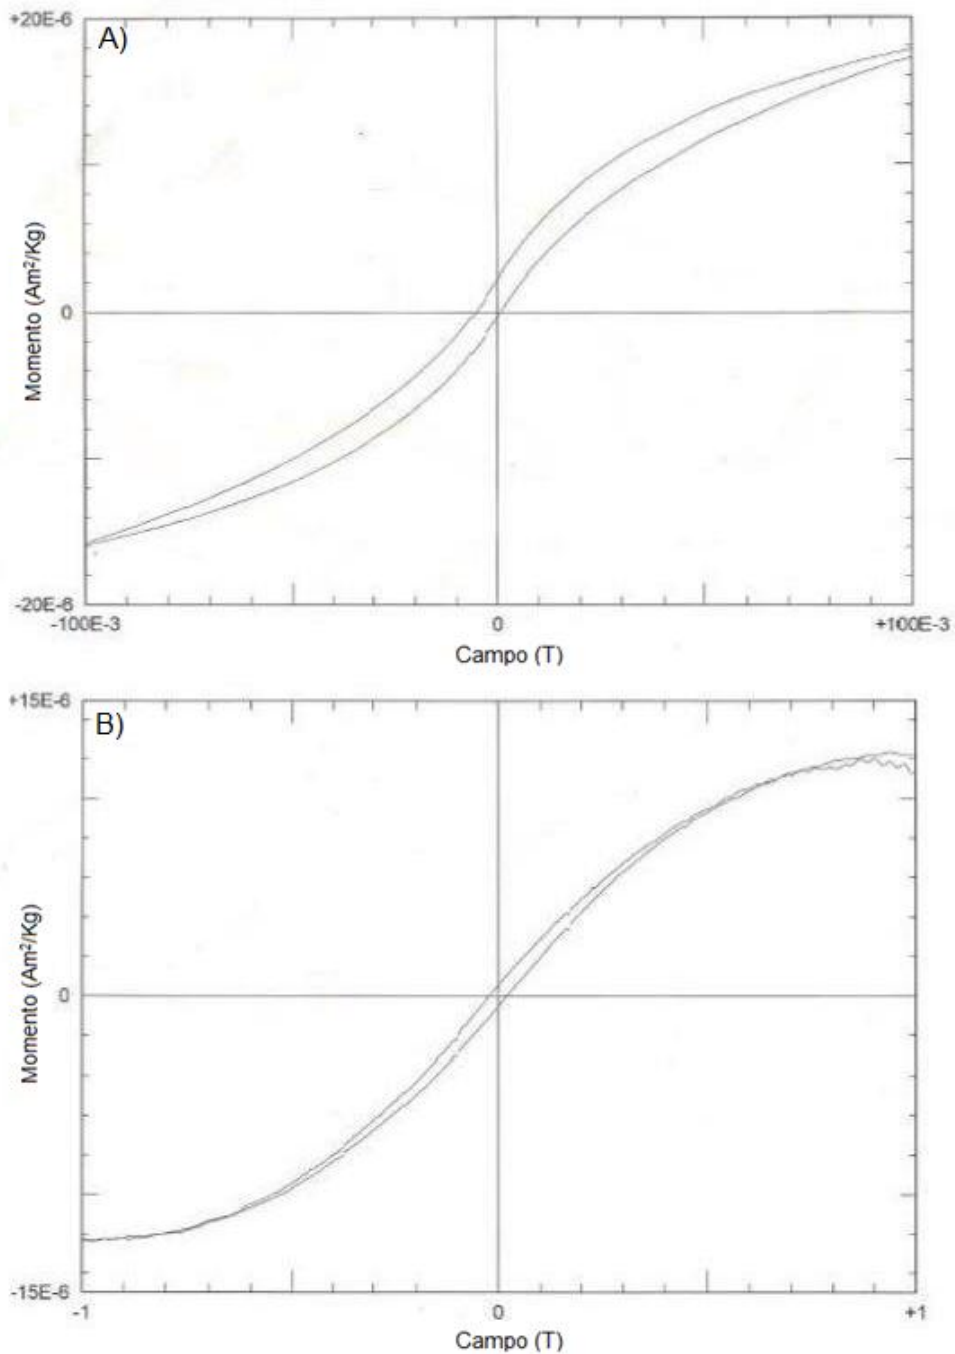 +20E-6
A)
Momento (Am²/Kg)
0
-20E-6
-100E-3
0
+100E-3
Campo (T)
+15E-6
B)
Momento (Am²/Kg)
0
-15E-6
-1
0
+1
Campo (T)